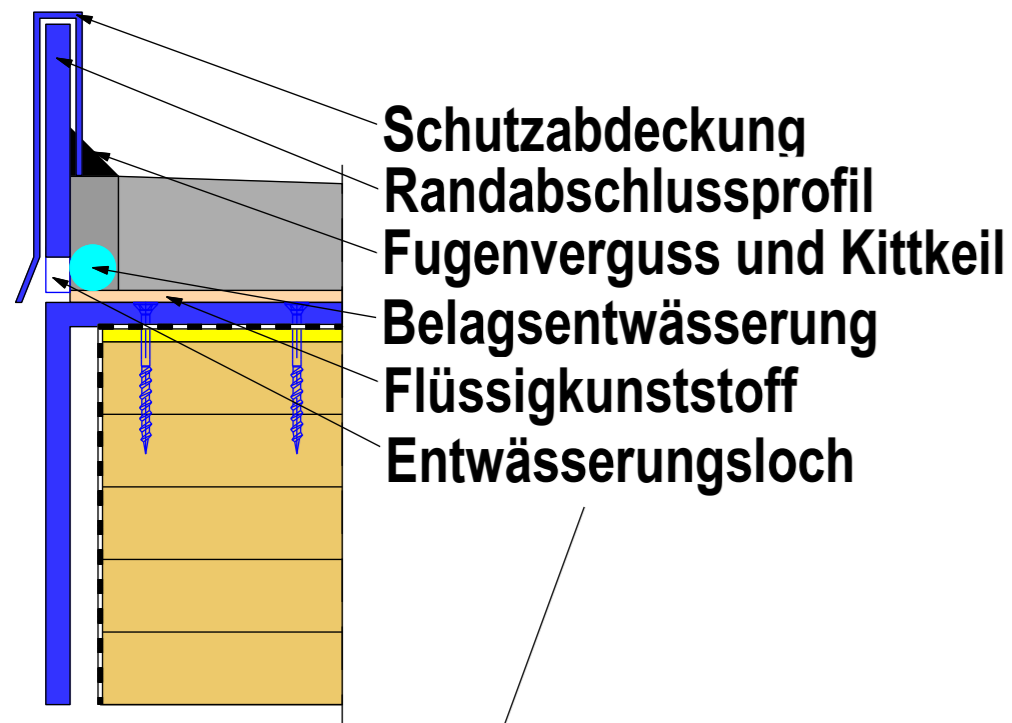 Schutzabdeckung
Randabschlussprofil
Fugenverguss und Kittkeil
Belagsentwässerung
Flüssigkunststoff
Entwässerungsloch